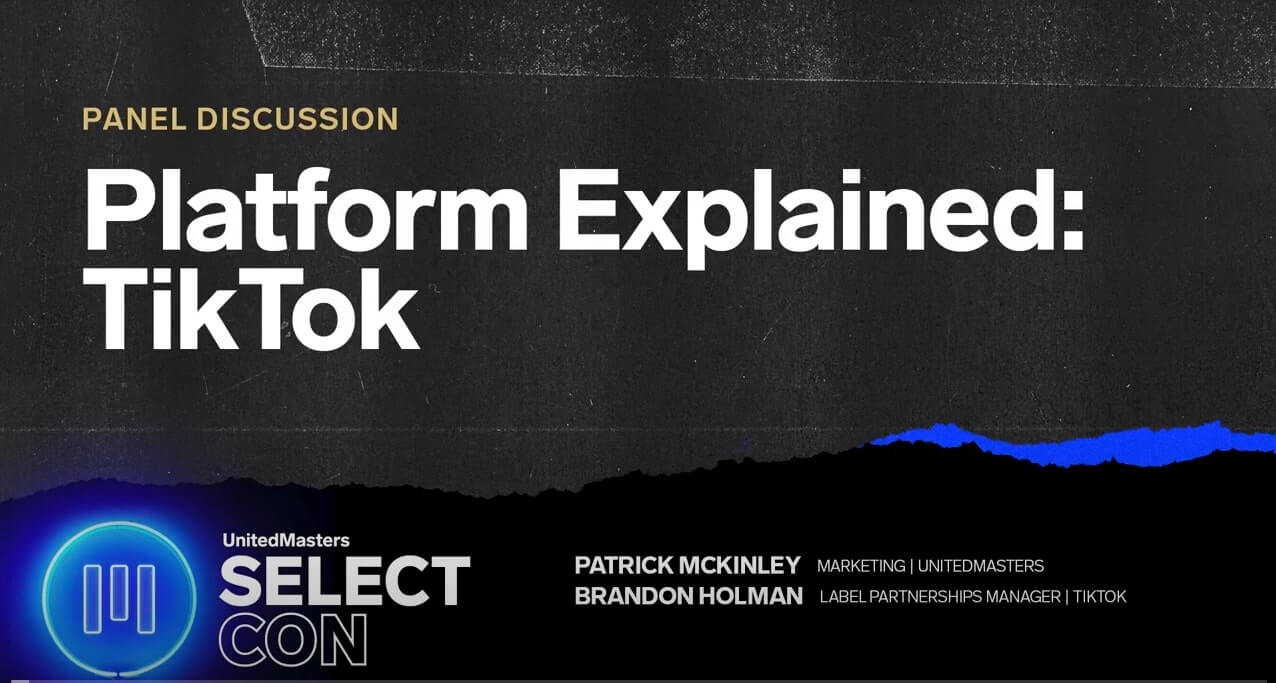 PANEL DISCUSSION
Platform Explained:
TikTok
UnitedMasters
SELECT
CON
PATRICK MCKINLEY MARKETING | UNITEDMASTERS
BRANDON HOLMAN LABEL PARTNERSHIPS MANAGER | TIKTOK